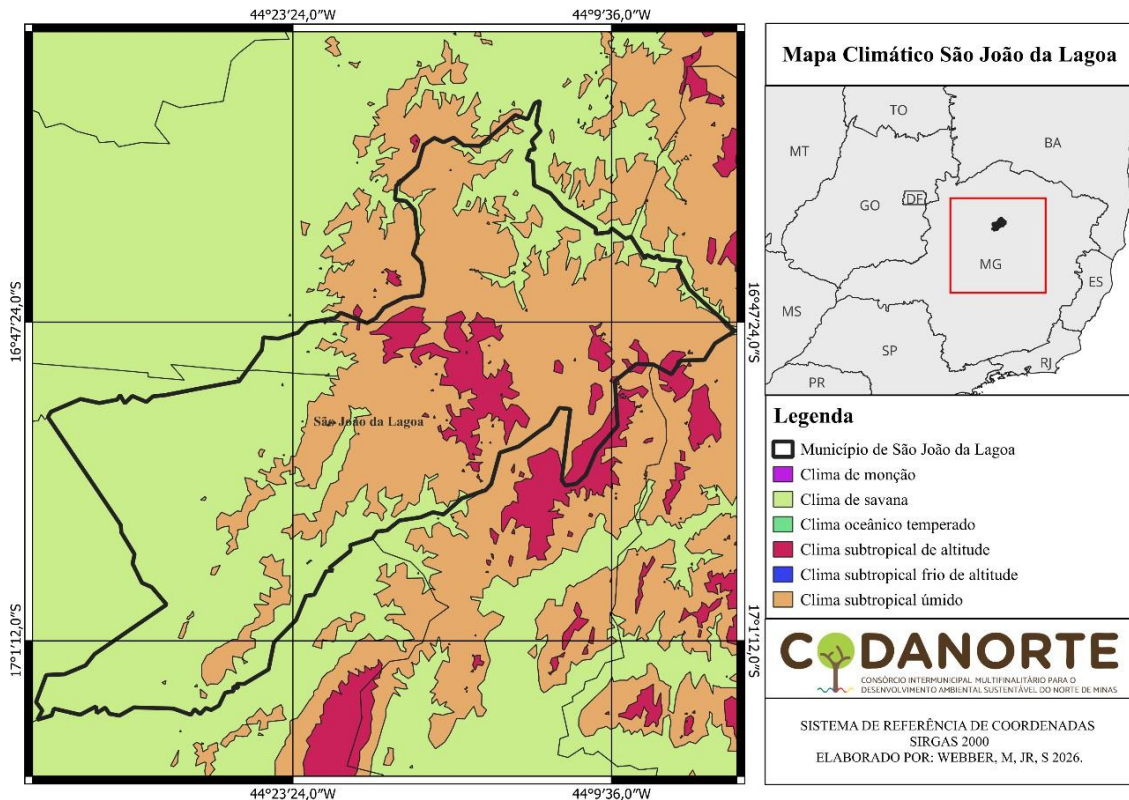 44°23'24,0"W
44°9'36,0"W
16°47'24,0"S
17°1'12,0"S
São João da Lagoa
16°47'24,0"S
17°1'12,0"S
44°23'24,0"W
44°9'36,0"W
Mapa Climático São João da Lagoa
TO
MT
BA
GO
DF
MG
ES
MS
SP
RJ
PR
Legenda
Município de São João da Lagoa
Clima de monção
Clima de savana
Clima oceânico temperado
Clima subtropical de altitude
Clima subtropical frio de altitude
Clima subtropical úmido
CODANORTE
CONSÓRCIO INTERMUNICIPAL MULTIFINALITÁRIO PARA O
DESENVOLVIMENTO AMBIENTAL SUSTENTÁVEL DO NORTE DE MINAS
SISTEMA DE REFERÊNCIA DE COORDENADAS
SIRGAS 2000
ELABORADO POR: WEBBER, M, JR, S 2026.